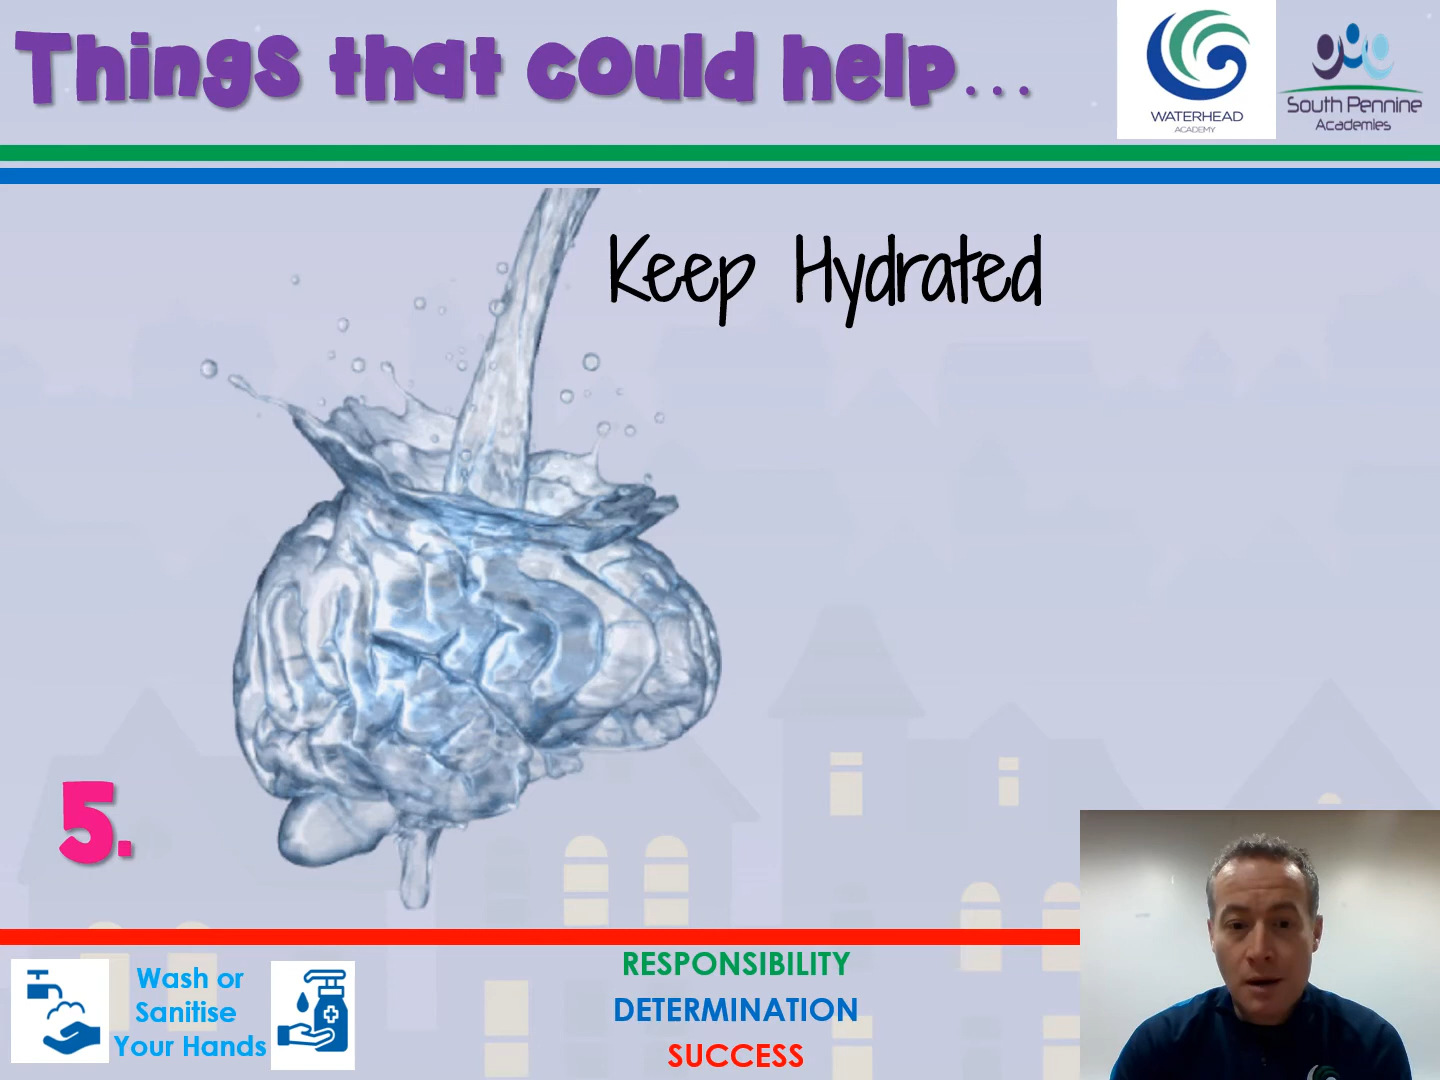 Things that could help...
WATERHEAD
ACADEMY
South Pennine
Academies
Keep Hydrated
5.
Wash or
Sanitise
Your Hands
RESPONSIBILITY
DETERMINATION
SUCCESS